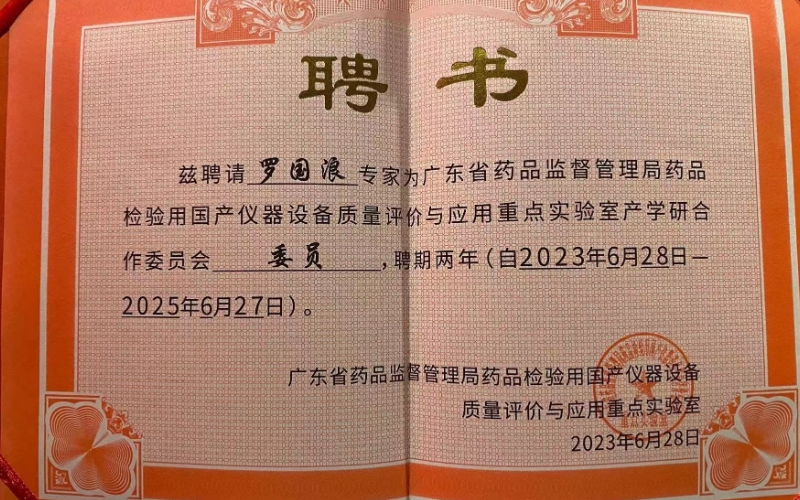 聘书
兹聘请 罗国浪 专家为广东省药品监督管理局药品
检验用国产仪器设备质量评价与应用重点实验室产学研合
作委员会 委员 ,聘期两年(自2023年6月28日—
2025年6月27日)。
广东省药品监督管理局药品检验用国产仪器设备
质量评价与应用重点实验室
2023年6月28日